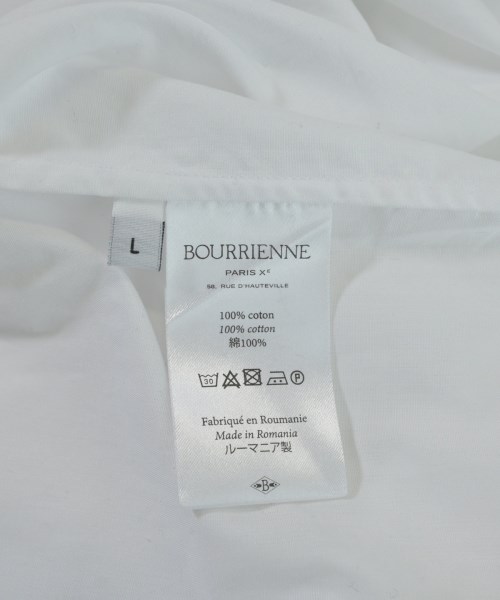 L
BOURRIENNE
PARIS Xᵉ
58, RUE D'HAUTEVILLE
100% coton
100% cotton
綿100%
30 P
Fabriqué en Roumanie
Made in Romania
ルーマニア製
B